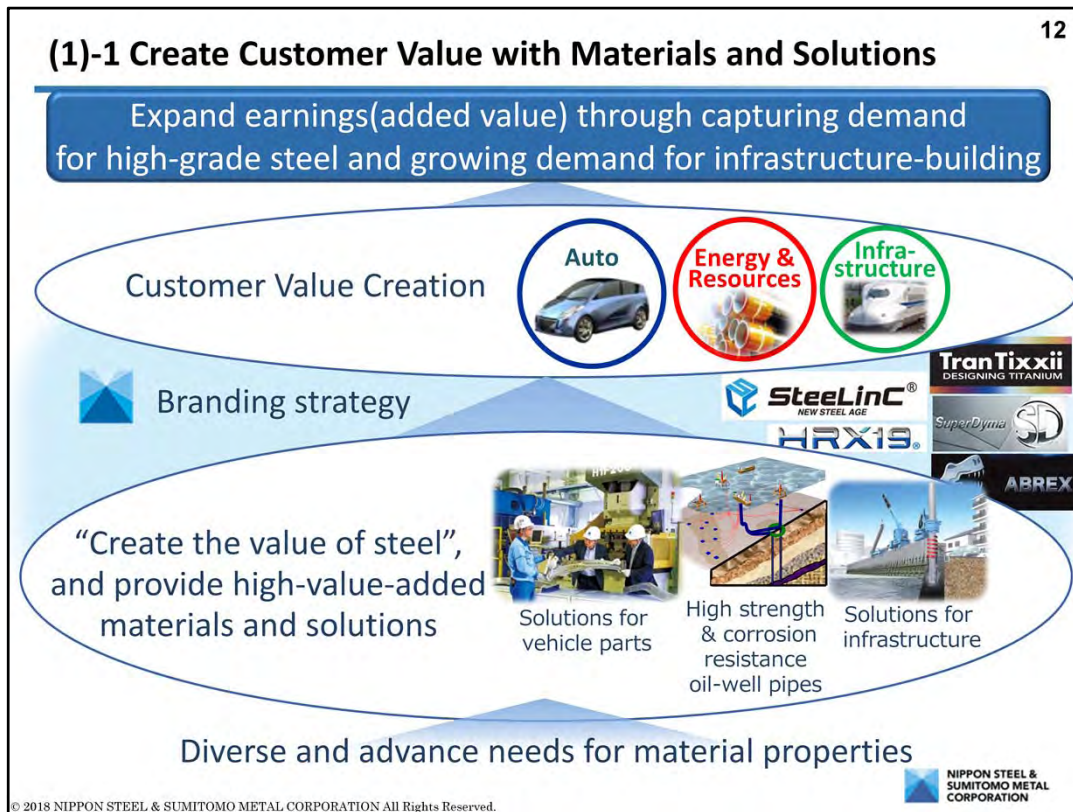 12
(1)-1 Create Customer Value with Materials and Solutions
Expand earnings(added value) through capturing demand
for high-grade steel and growing demand for infrastructure-building
Customer Value Creation
Auto
Energy &
Resources
Infra-
structure
Branding strategy
SteelinC®
NEW STEEL AGE
HRX19®
TranTixxii
DESIGNING TITANIUM
SuperDyma SD
ABREX
“Create the value of steel”,
and provide high-value-added
materials and solutions
Solutions for
vehicle parts
High strength
& corrosion
resistance
oil-well pipes
Solutions for
infrastructure
Diverse and advance needs for material properties
NIPPON STEEL &
SUMITOMO METAL
CORPORATION
© 2018 NIPPON STEEL & SUMITOMO METAL CORPORATION All Rights Reserved.